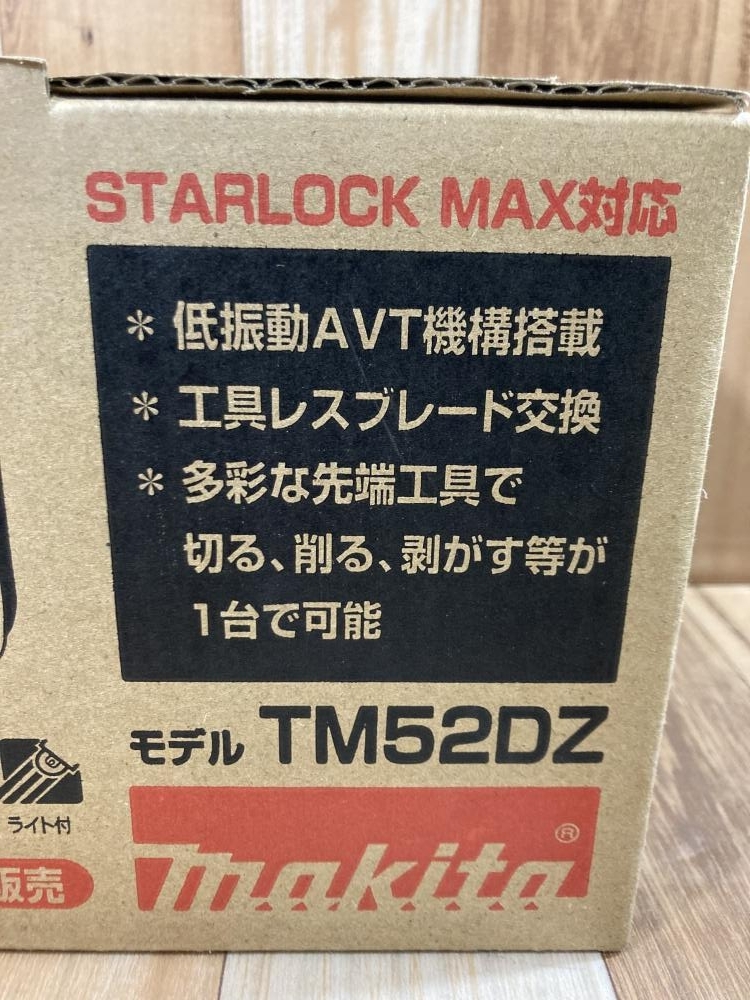 STARLOCK MAX対応
* 低振動AVT機構搭載
* 工具レスブレード交換
* 多彩な先端工具で
切る、削る、剥がす等が
1台で可能
モデル TM52DZ
ライト付
販売
makita®